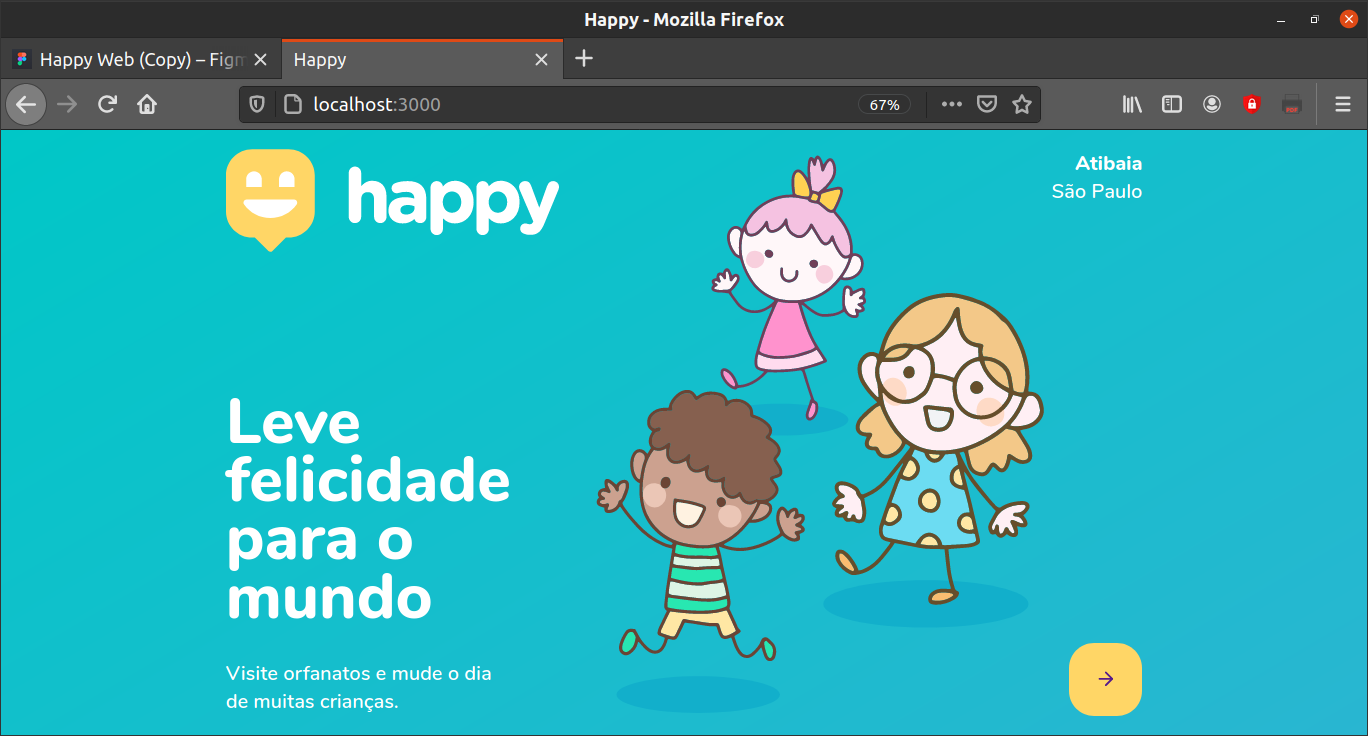 Happy - Mozilla Firefox
Happy Web (Copy) – Figm
Happy
localhost:3000
67%
PDF
happy
Atibaia
São Paulo
Leve
felicidade
para o
mundo
Visite orfanatos e mude o dia
de muitas crianças.